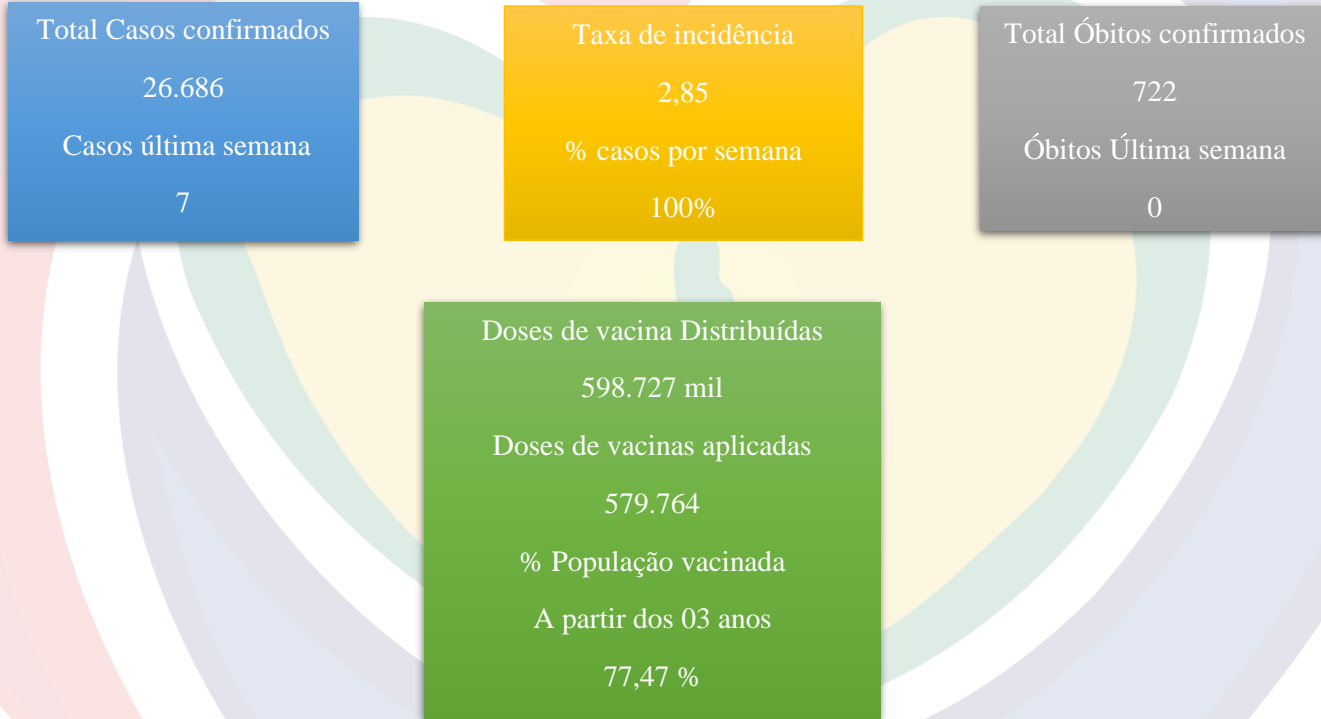 Total Casos confirmados
26.686
Casos última semana
7
Taxa de incidência
2,85
% casos por semana
100%
Total Óbitos confirmados
722
Óbitos Última semana
0
Doses de vacina Distribuídas
598.727 mil
Doses de vacinas aplicadas
579.764
% População vacinada
A partir dos 03 anos
77,47 %